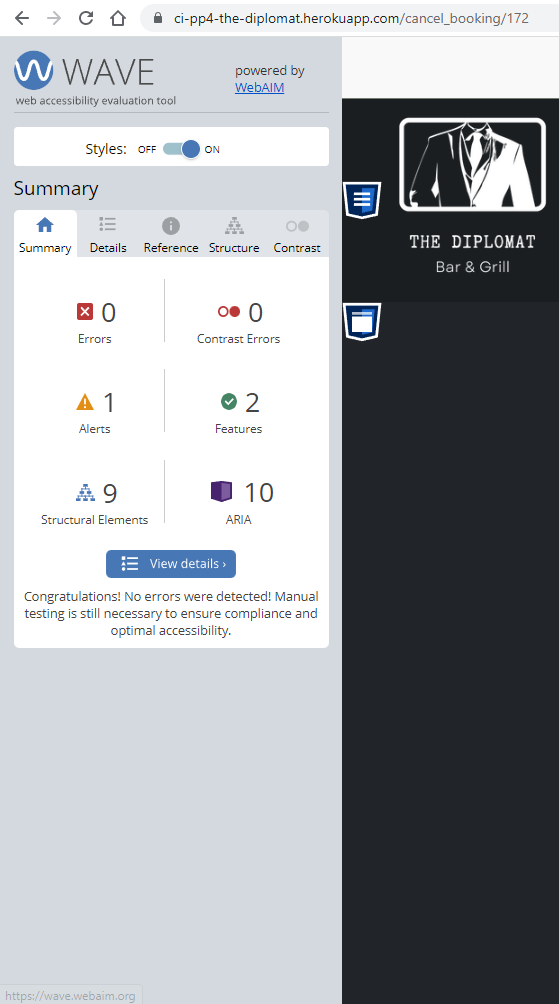 ci-pp4-the-diplomat.herokuapp.com/cancel_booking/172
WAVE
web accessibility evaluation tool
powered by
WebAIM
Styles: OFF ON
Summary
Summary Details Reference Structure Contrast
0 0
Errors Contrast Errors
1 2
Alerts Features
9 10
Structural Elements ARIA
View details ›
Congratulations! No errors were detected! Manual
testing is still necessary to ensure compliance and
optimal accessibility.
THE DIPLOMAT
Bar & Grill
https://wave.webaim.org